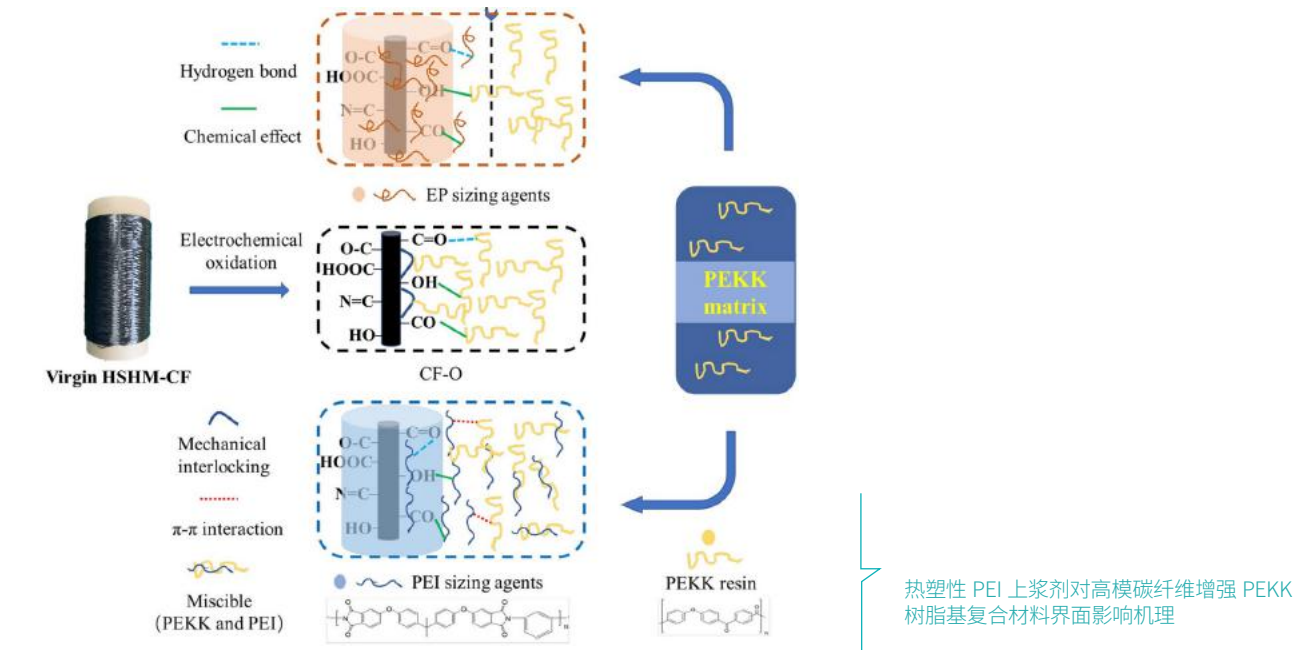 Hydrogen bond
Chemical effect
O-C
HOOC
N=C
HO
C=O
OH
CO
EP sizing agents
Electrochemical
oxidation
Virgin HSHM-CF
O-C
HOOC
N=C
HO
C=O
OH
CO
CF-O
PEKK
matrix
Mechanical
interlocking
π-π interaction
Miscible
(PEKK and PEI)
O-C
HOOC
N=C
HO
C=O
OH
CO
PEI sizing agents
PEKK resin
热塑性 PEI 上浆剂对高模碳纤维增强 PEKK
树脂基复合材料界面影响机理